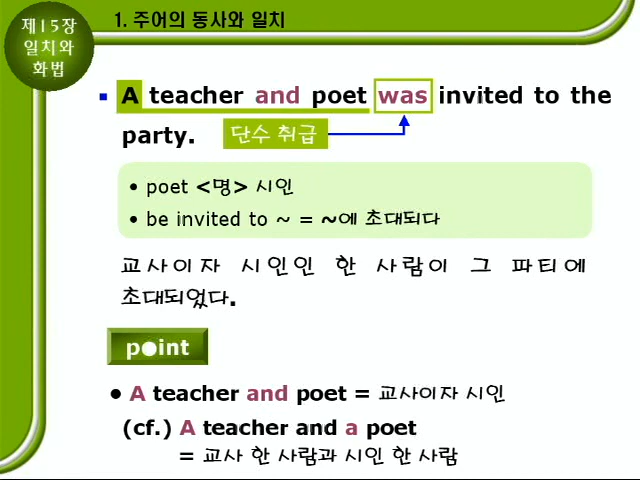 제15장
일치와
화법
1. 주어의 동사와 일치
A teacher and poet was invited to the
party. 단수 취급
• poet <명> 시인
• be invited to ~ = ~에 초대되다
교사이자 시인인 한 사람이 그 파티에
초대되었다.
point
• A teacher and poet = 교사이자 시인
(cf.) A teacher and a poet
= 교사 한 사람과 시인 한 사람